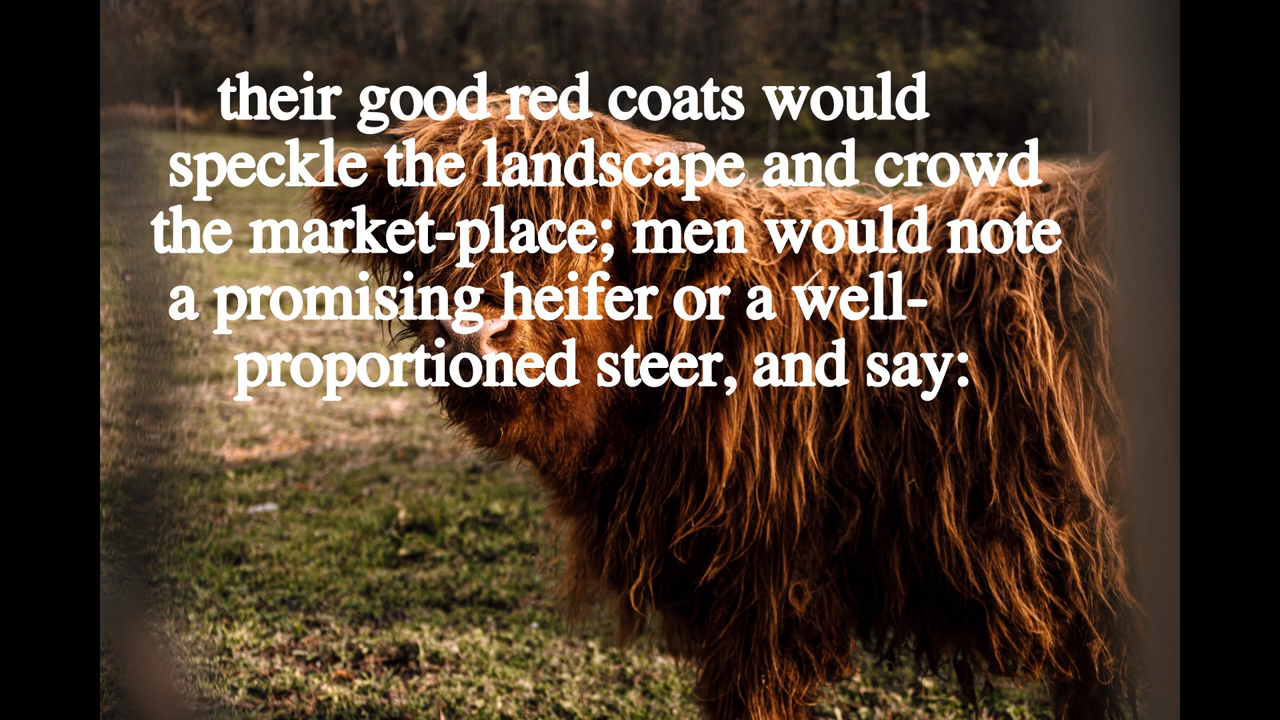 their good red coats would
speckle the landscape and crowd
the market-place; men would note
a promising heifer or a well-
proportioned steer, and say: